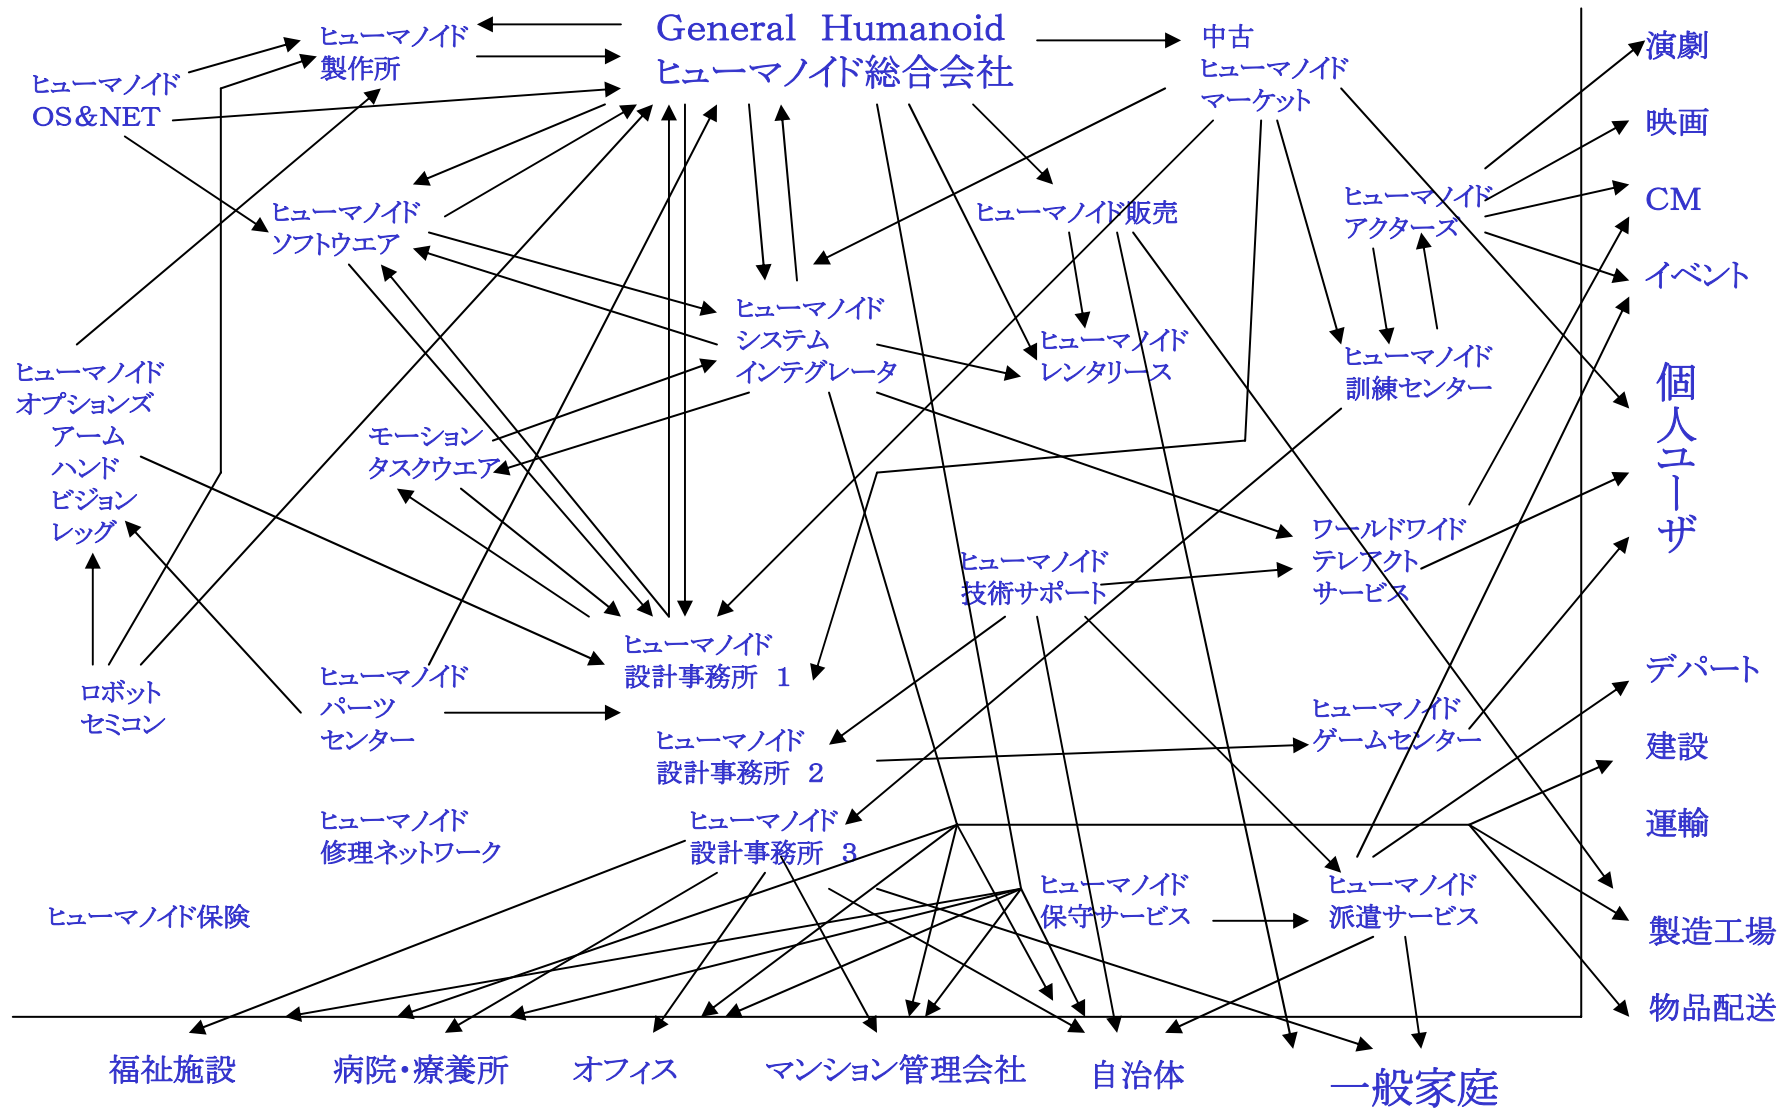 General Humanoid
ヒューマノイド総合会社
ヒューマノイド
製作所
ヒューマノイド
OS&NET
中古
ヒューマノイド
マーケット
演劇
映画
CM
イベント
ヒューマノイド
ソフトウエア
ヒューマノイド販売
ヒューマノイド
アクターズ
ヒューマノイド
システム
インテグレータ
ヒューマノイド
レンタリース
ヒューマノイド
訓練センター
個人ユーザ
ヒューマノイド
オプションズ
アーム
ハンド
ビジョン
レッグ
モーション
タスクウエア
ワールドワイド
テレアクト
サービス
ヒューマノイド
技術サポート
ヒューマノイド
設計事務所 1
ロボット
セミコン
ヒューマノイド
パーツ
センター
ヒューマノイド
設計事務所 2
ヒューマノイド
ゲームセンター
デパート
建設
運輸
ヒューマノイド
修理ネットワーク
ヒューマノイド
設計事務所 3
ヒューマノイド保険
ヒューマノイド
保守サービス
ヒューマノイド
派遣サービス
製造工場
物品配送
福祉施設
病院・療養所
オフィス
マンション管理会社
自治体
一般家庭